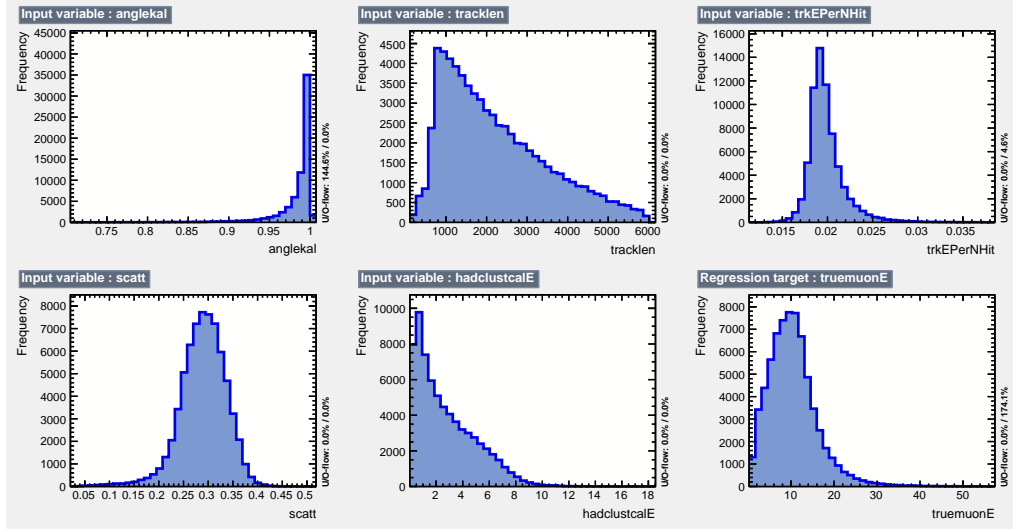 Input variable : anglekal
Frequency
45000
40000
35000
30000
25000
20000
15000
10000
5000
0
0.75 0.8 0.85 0.9 0.95 1
anglekal
U/O-flow: 144.6% / 0.0%
Input variable : tracklen
Frequency
4500
4000
3500
3000
2500
2000
1500
1000
500
0
1000 2000 3000 4000 5000 6000
tracklen
U/O-flow: 0.0% / 0.0%
Input variable : trkEPerNHit
Frequency
16000
14000
12000
10000
8000
6000
4000
2000
0
0.015 0.02 0.025 0.03 0.035
trkEPerNHit
U/O-flow: 0.0% / 4.6%
Input variable : scatt
Frequency
8000
7000
6000
5000
4000
3000
2000
1000
0
0.05 0.1 0.15 0.2 0.25 0.3 0.35 0.4 0.45 0.5
scatt
U/O-flow: 0.0% / 0.0%
Input variable : hadclustcalE
Frequency
10000
8000
6000
4000
2000
0
2 4 6 8 10 12 14 16 18
hadclustcalE
U/O-flow: 0.0% / 0.0%
Regression target : truemuonE
Frequency
8000
7000
6000
5000
4000
3000
2000
1000
0
10 20 30 40 50
truemuonE
U/O-flow: 0.0% / 174.1%